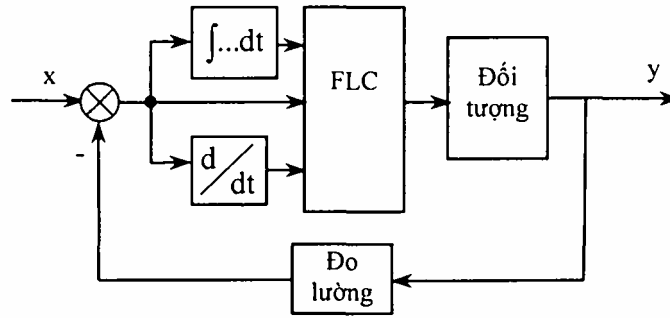 ∫...dt
x
FLC
Đối
tượng
y
-
d/dt
Đo
lường